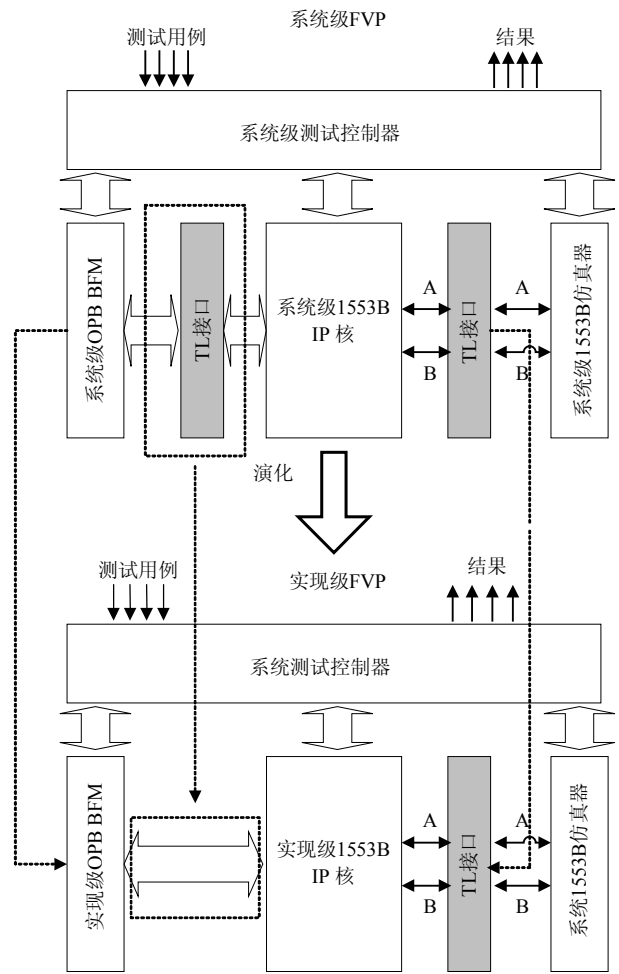 系统级FVP
测试用例
结果
系统级测试控制器
系统级OPB BFM
TL接口
系统级1553B
IP 核
A
B
TL接口
A
B
系统级1553B仿真器
演化
实现级FVP
测试用例
结果
系统测试控制器
实现级OPB BFM
实现级1553B
IP 核
A
B
TL接口
A
B
系统1553B仿真器